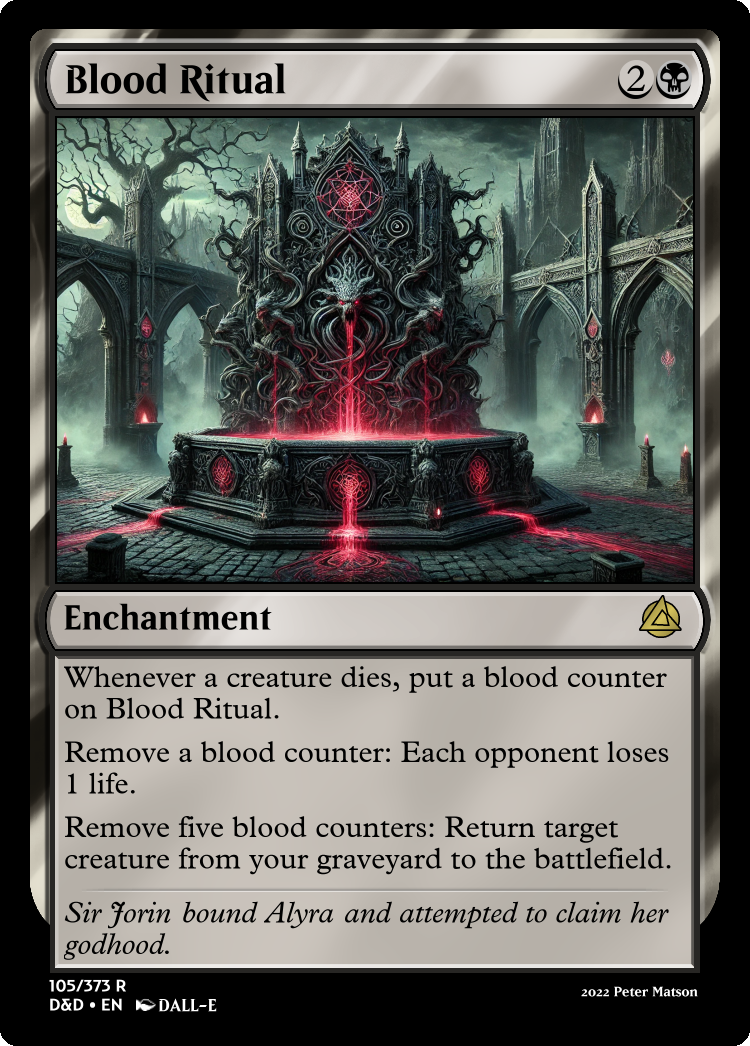 Blood Ritual 2
Enchantment
Whenever a creature dies, put a blood counter
on Blood Ritual.
Remove a blood counter: Each opponent loses
1 life.
Remove five blood counters: Return target
creature from your graveyard to the battlefield.
Sir Jorin bound Alyra and attempted to claim her
godhood.
105/373 R
D&D • EN DALL-E
2022 Peter Matson